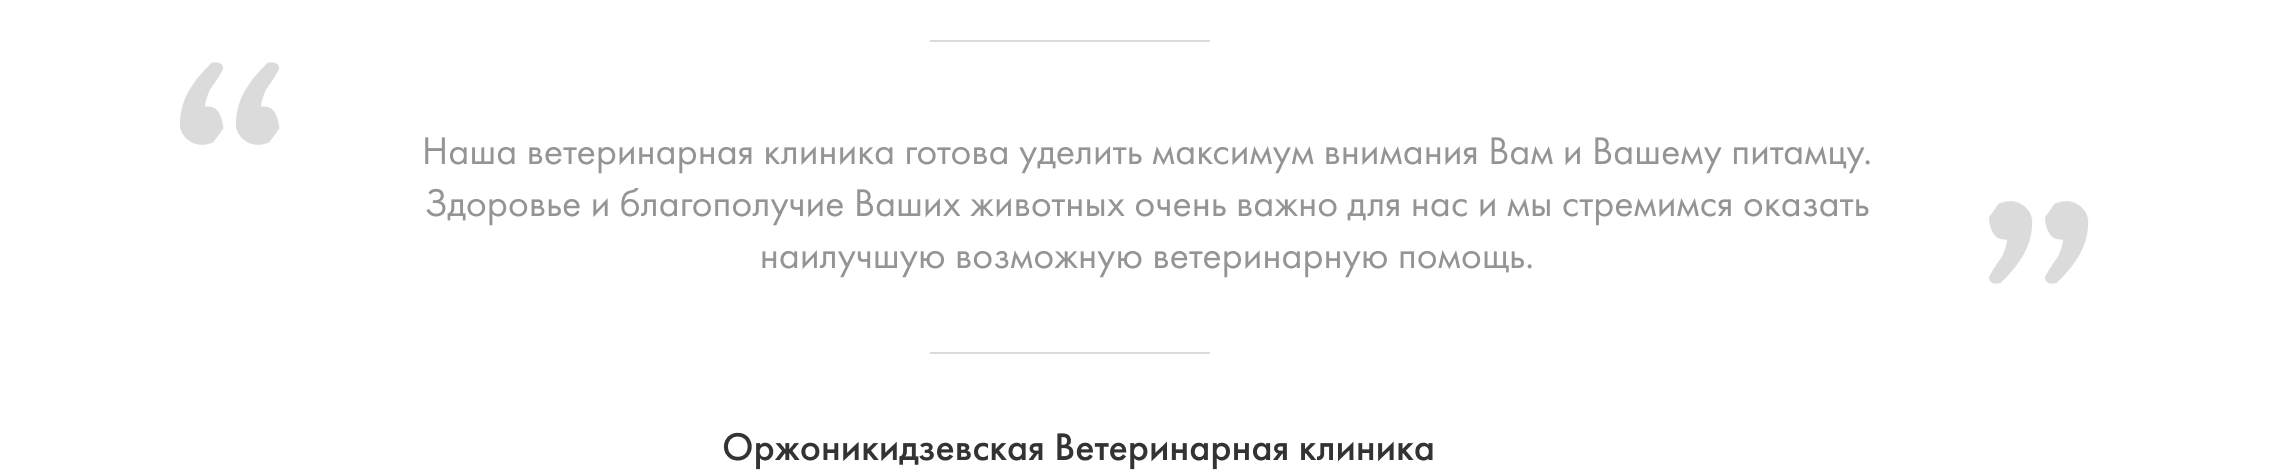 “
Наша ветеринарная клиника готова уделить максимум внимания Вам и Вашему питамцу.
Здоровье и благополучие Ваших животных очень важно для нас и мы стремимся оказать
наилучшую возможную ветеринарную помощь.
”
Оржоникидзевская Ветеринарная клиника